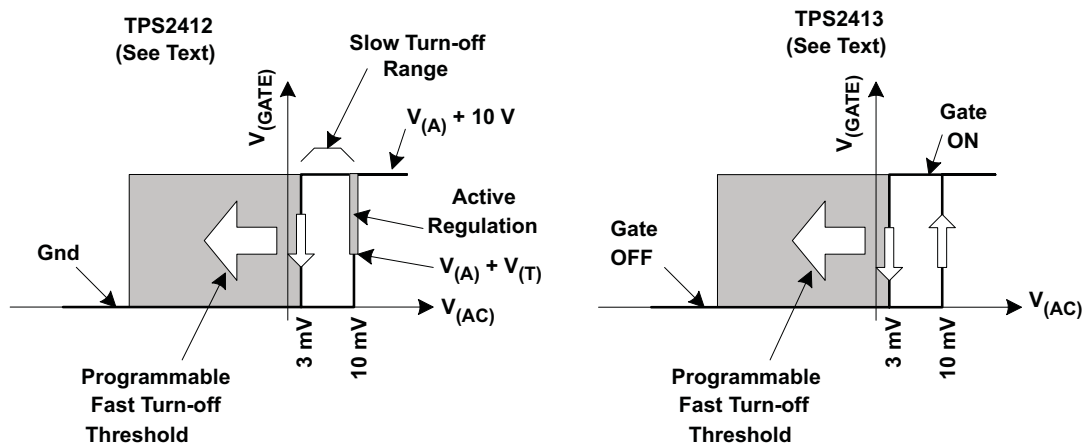 TPS2412
(See Text)
Slow Turn-off
Range
V(GATE)
V(A) + 10 V
Active
Regulation
Gnd
V(A) + V(T)
V(AC)
3 mV
10 mV
Programmable
Fast Turn-off
Threshold
TPS2413
(See Text)
V(GATE)
Gate
ON
Gate
OFF
V(AC)
3 mV
10 mV
Programmable
Fast Turn-off
Threshold